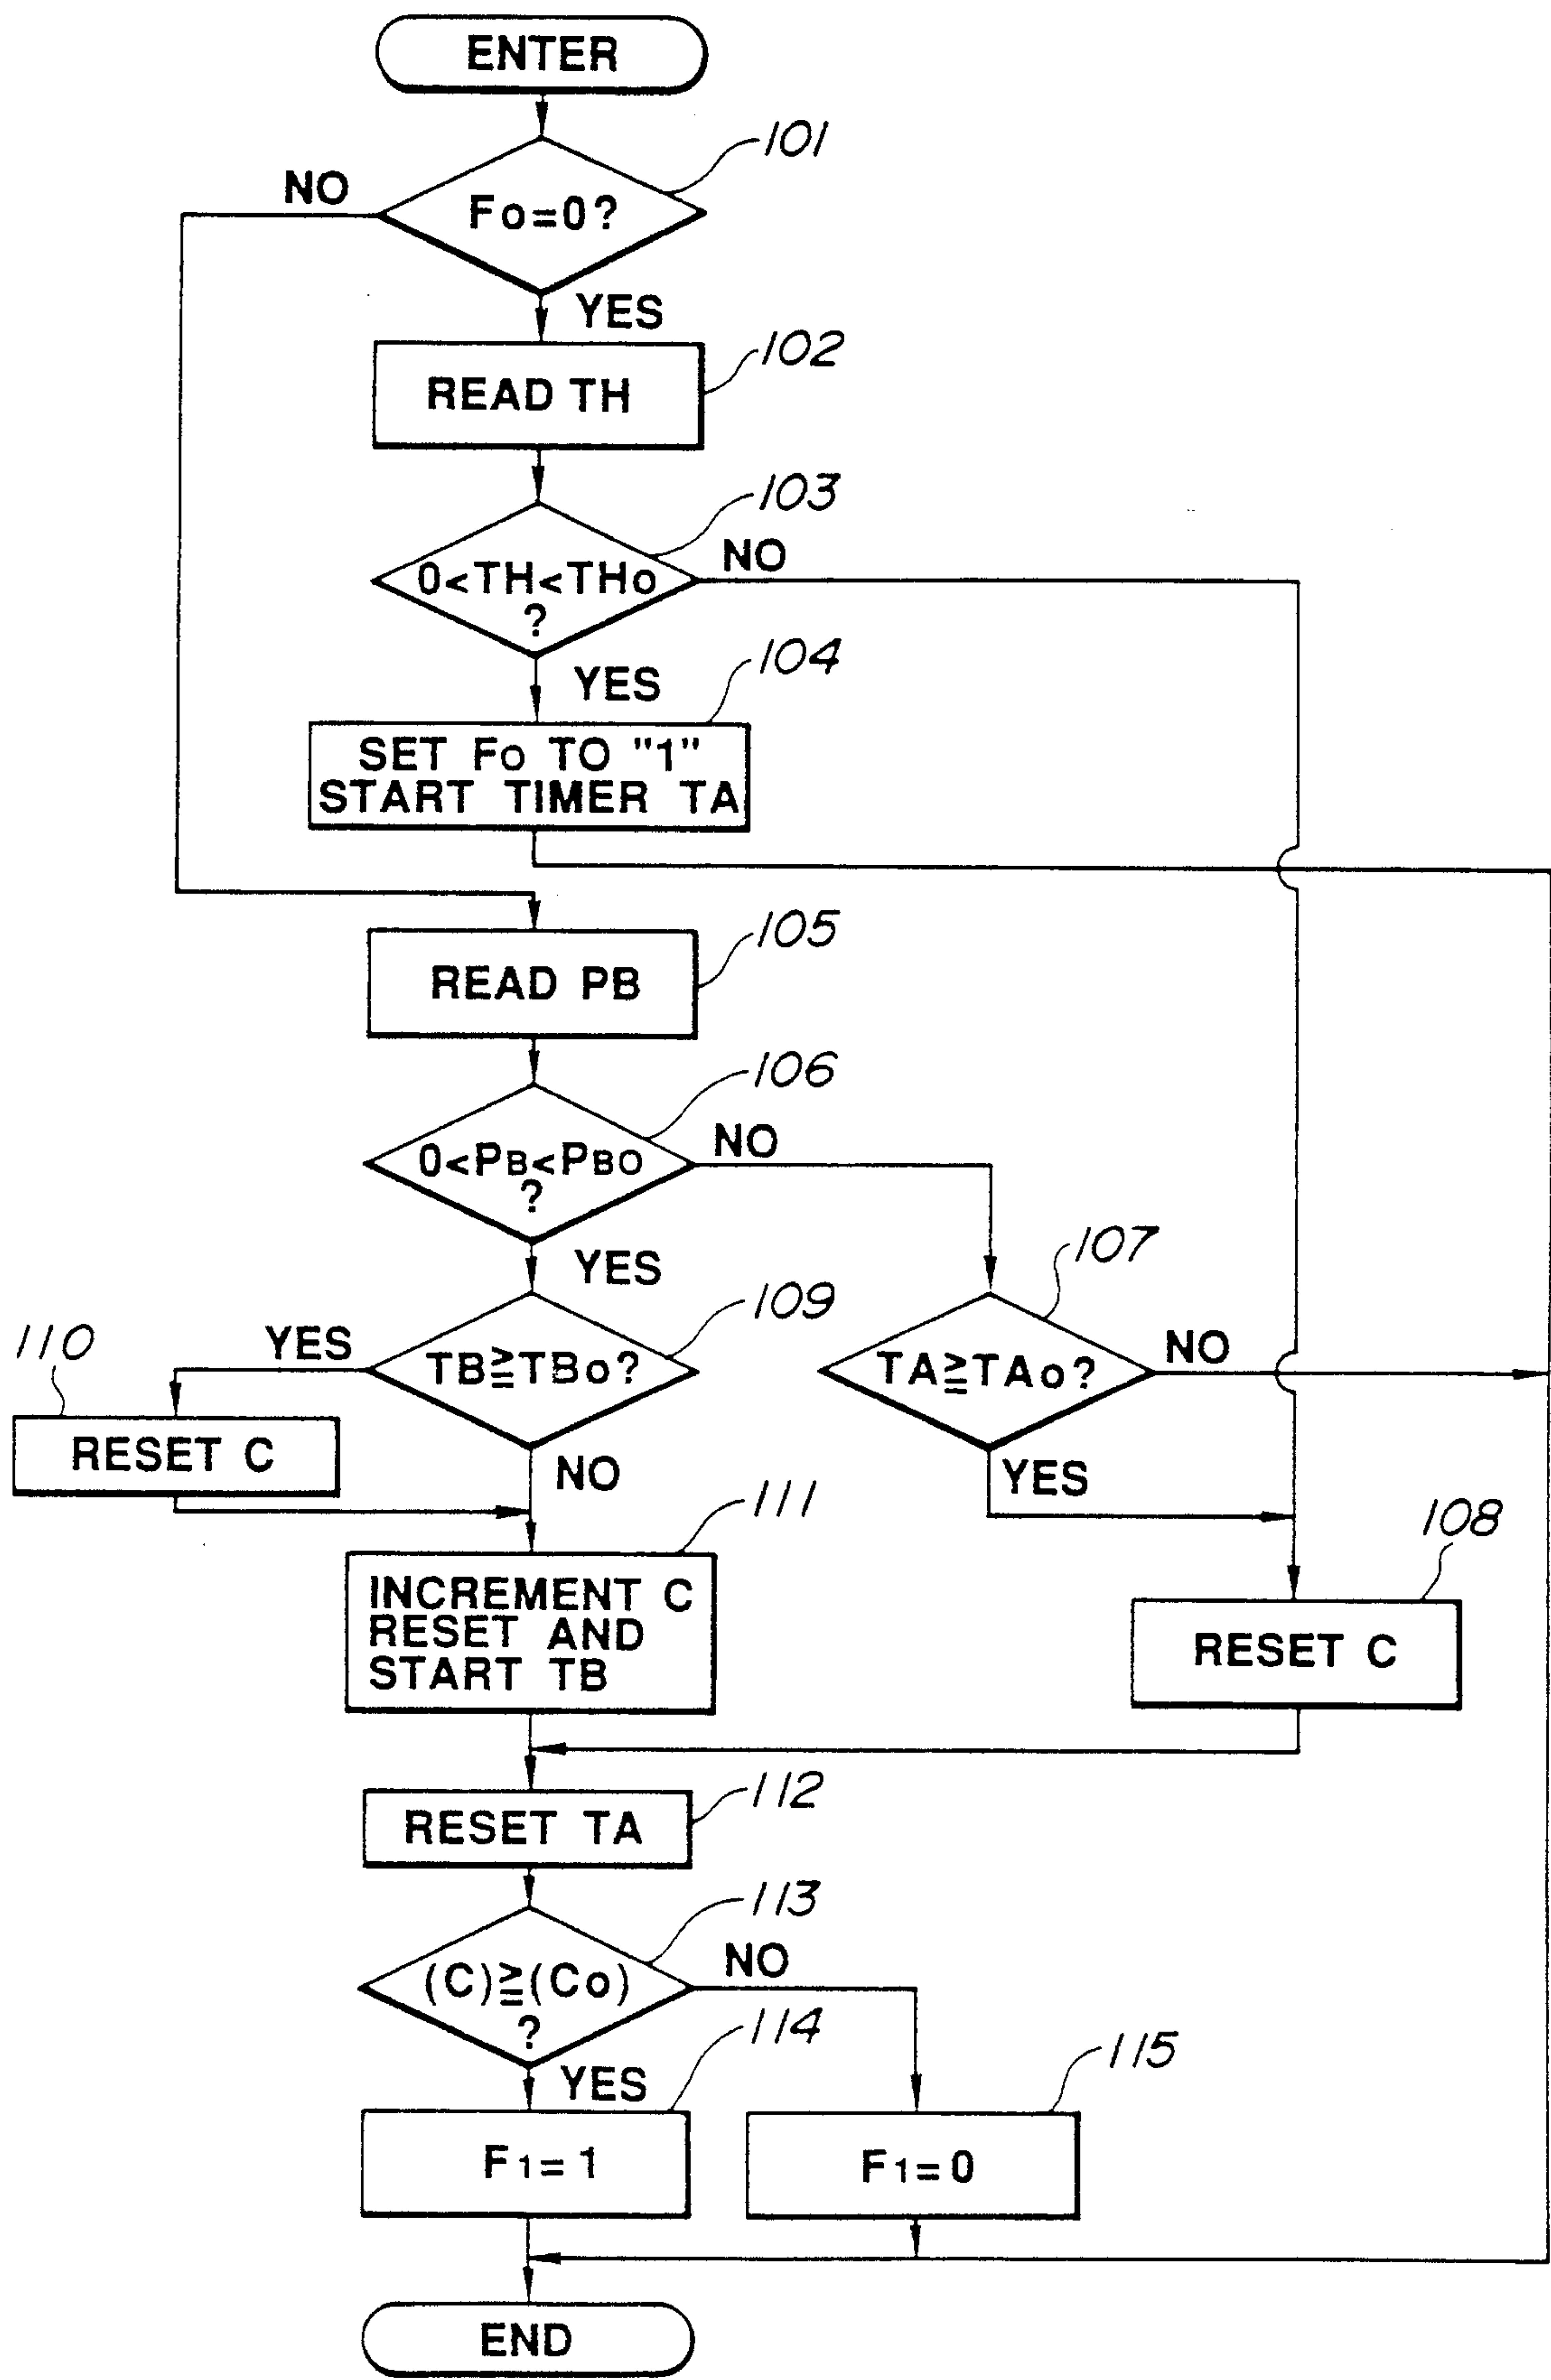 ENTER
101
NO
Fo=0?
YES
102
READ TH
103
NO
0<TH<THo
?
104
YES
SET Fo TO "1"
START TIMER TA
105
READ PB
106
NO
0<PB<PBO
?
YES
107
109
110
YES
TB≧TBo?
TA≧TAo?
NO
RESET C
NO
YES
111
108
INCREMENT C
RESET AND
START TB
RESET C
112
RESET TA
113
NO
(C)≧(Co)
?
114
YES
115
F1=1
F1=0
END